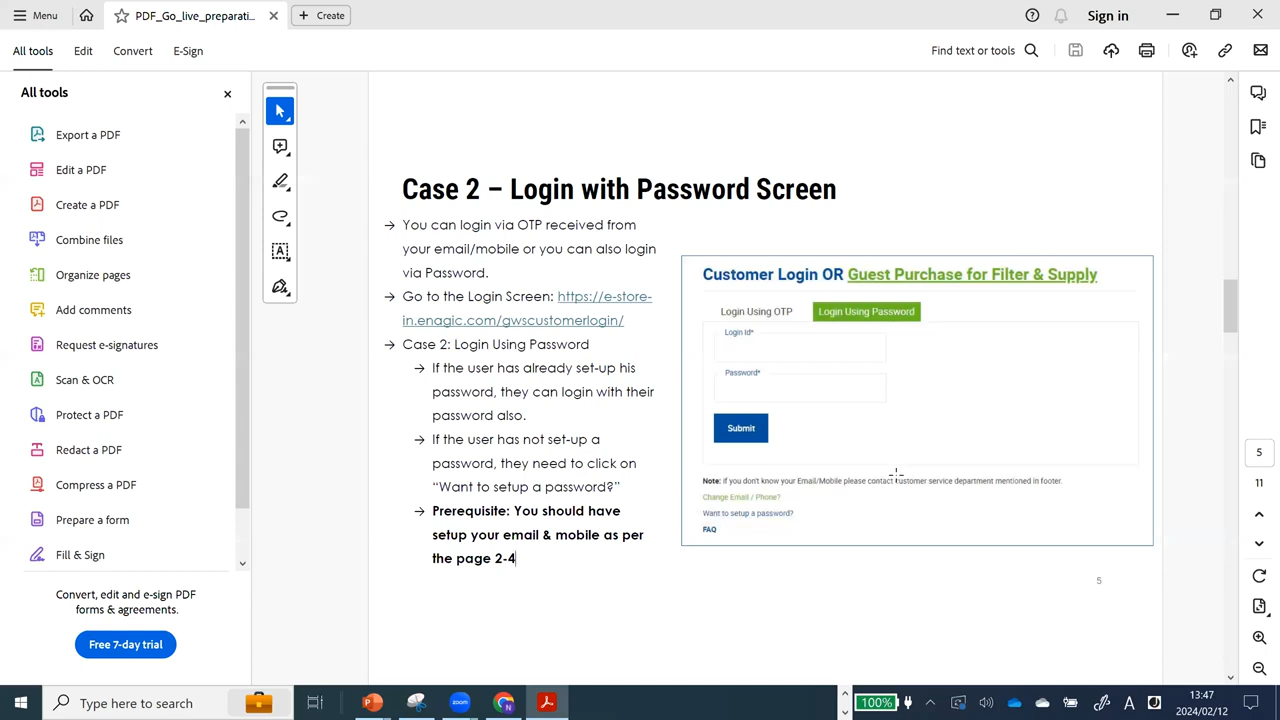 Menu
PDF_Go_live_preparati...
Create
Sign in
All tools
Edit
Convert
E-Sign
Find text or tools
All tools
Export a PDF
Edit a PDF
Create a PDF
Combine files
Organize pages
Add comments
Request e-signatures
Scan & OCR
Protect a PDF
Redact a PDF
Compress a PDF
Prepare a form
Fill & Sign
Convert, edit and e-sign PDF
forms & agreements.
Free 7-day trial
Case 2 – Login with Password Screen
You can login via OTP received from
your email/mobile or you can also login
via Password.
Go to the Login Screen: https://e-store-
in.enagic.com/gwscustomerlogin/
Case 2: Login Using Password
If the user has already set-up his
password, they can login with their
password also.
If the user has not set-up a
password, they need to click on
“Want to setup a password?”
Prerequisite: You should have
setup your email & mobile as per
the page 2-4
Customer Login OR Guest Purchase for Filter & Supply
Login Using OTP
Login Using Password
Login Id*
Password*
Submit
Note: if you don't know your Email/Mobile please contact customer service department mentioned in footer.
Change Email / Phone?
Want to setup a password?
FAQ
5
5
11
Type here to search
zoom
100%
A
13:47
2024/02/12